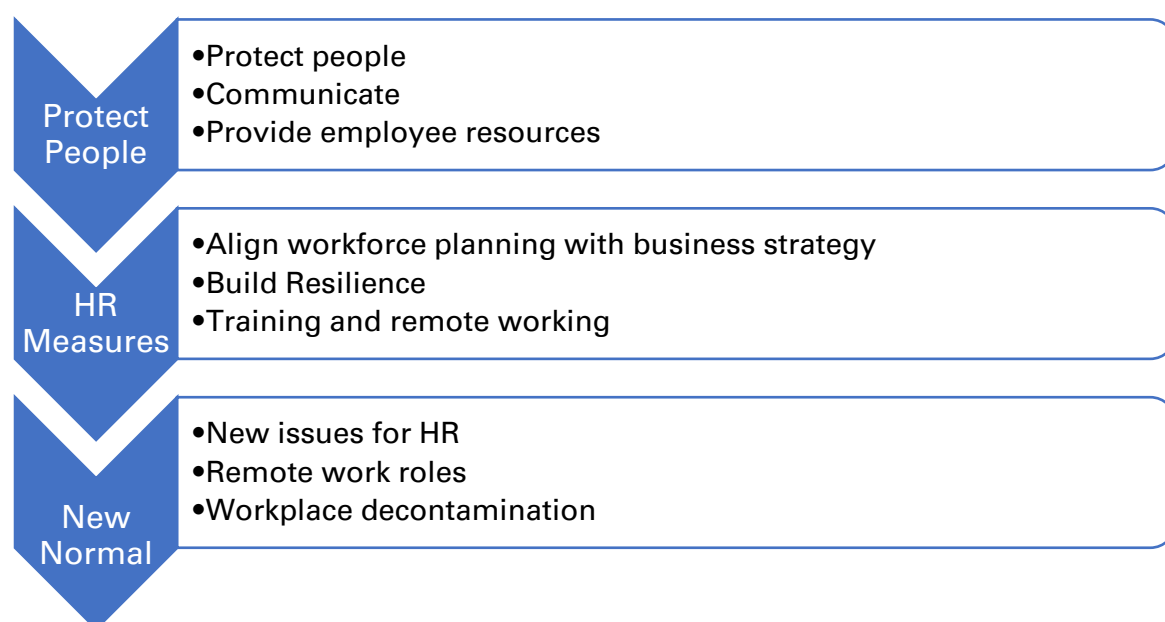 Protect
People
•Protect people
•Communicate
•Provide employee resources
HR
Measures
•Align workforce planning with business strategy
•Build Resilience
•Training and remote working
New
Normal
•New issues for HR
•Remote work roles
•Workplace decontamination